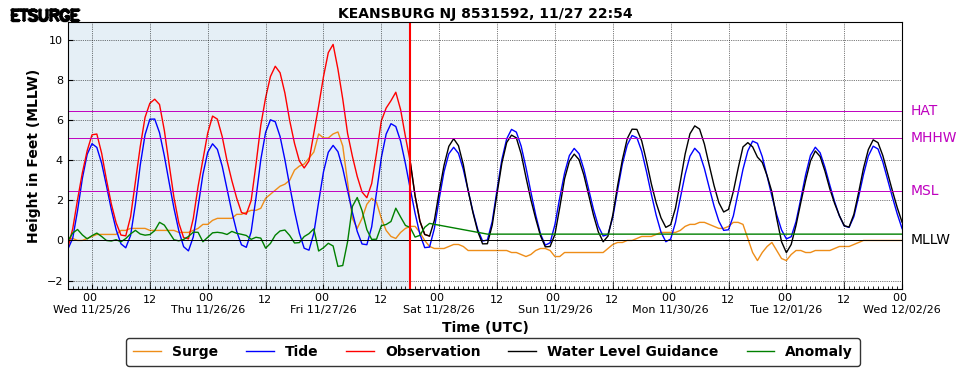 ETSURGE
KEANSBURG NJ 8531592, 11/27 22:54
Height in Feet (MLLW)
10
8
6
4
2
0
−2
HAT
MHHW
MSL
MLLW
00 12 00 12 00 12 00 12 00 12 00 12 00 12 00
Wed 11/25/26 Thu 11/26/26 Fri 11/27/26 Sat 11/28/26 Sun 11/29/26 Mon 11/30/26 Tue 12/01/26 Wed 12/02/26
Time (UTC)
Surge Tide Observation Water Level Guidance Anomaly